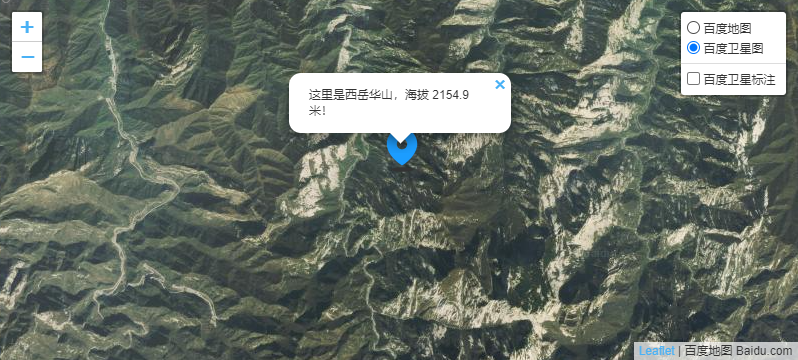 +
−
百度地图
百度卫星图
百度卫星标注
×
这里是西岳华山，海拔 2154.9
米！
Leaflet | 百度地图 Baidu.com